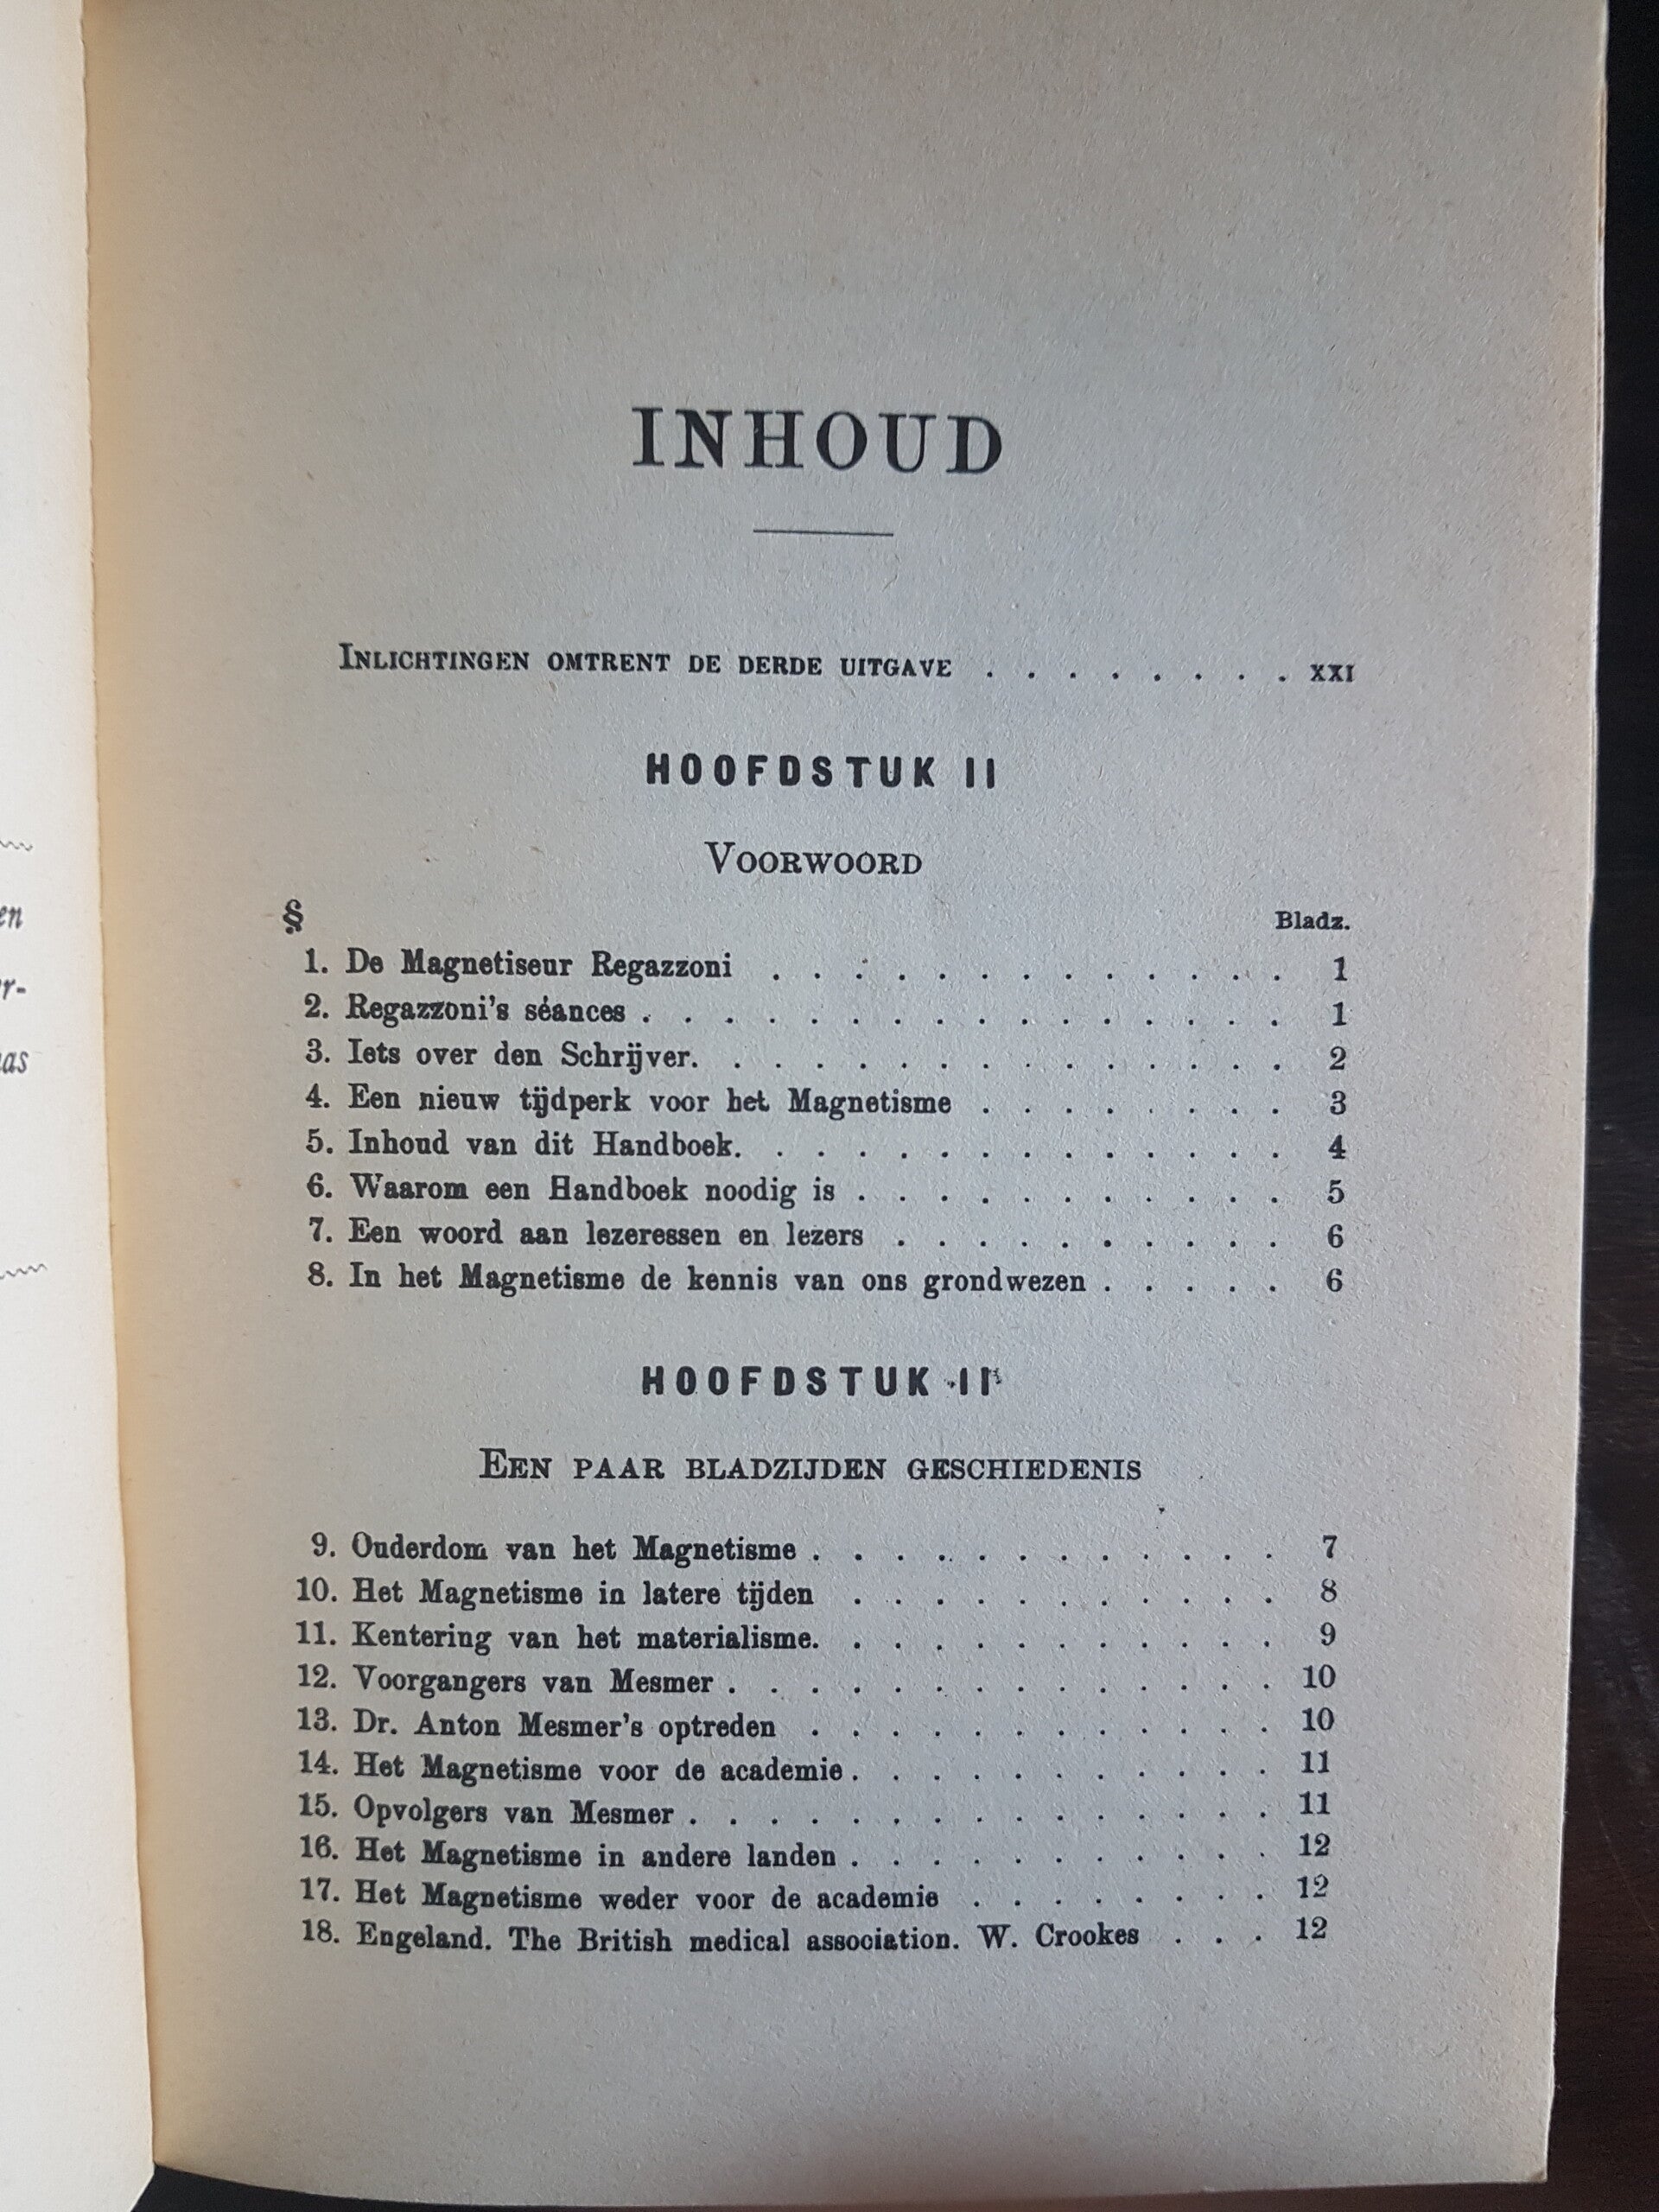 INHOUD
INLICHTINGEN OMTRENT DE DERDE UITGAVE . . . . . . . . XXI
HOOFDSTUK II
VOORWOORD
§ Bladz.
1. De Magnetiseur Regazzoni . . . . . . . . . . . . . 1
2. Regazzoni's séances . . . . . . . . . . . . . . . . 1
3. Iets over den Schrijver. . . . . . . . . . . . . . . 2
4. Een nieuw tijdperk voor het Magnetisme . . . . . . . . 3
5. Inhoud van dit Handboek. . . . . . . . . . . . . . 4
6. Waarom een Handboek noodig is . . . . . . . . . . . 5
7. Een woord aan lezeressen en lezers . . . . . . . . . . 6
8. In het Magnetisme de kennis van ons grondwezen . . . . . 6
HOOFDSTUK II
EEN PAAR BLADZIJDEN GESCHIEDENIS
9. Ouderdom van het Magnetisme . . . . . . . . . . . . 7
10. Het Magnetisme in latere tijden . . . . . . . . . . . 8
11. Kentering van het materialisme. . . . . . . . . . . . 9
12. Voorgangers van Mesmer . . . . . . . . . . . . . . 10
13. Dr. Anton Mesmer's optreden . . . . . . . . . . . . 10
14. Het Magnetisme voor de academie . . . . . . . . . . . 11
15. Opvolgers van Mesmer . . . . . . . . . . . . . . . 11
16. Het Magnetisme in andere landen . . . . . . . . . . . 12
17. Het Magnetisme weder voor de academie . . . . . . . . 12
18. Engeland. The British medical association. W. Crookes . . . 12